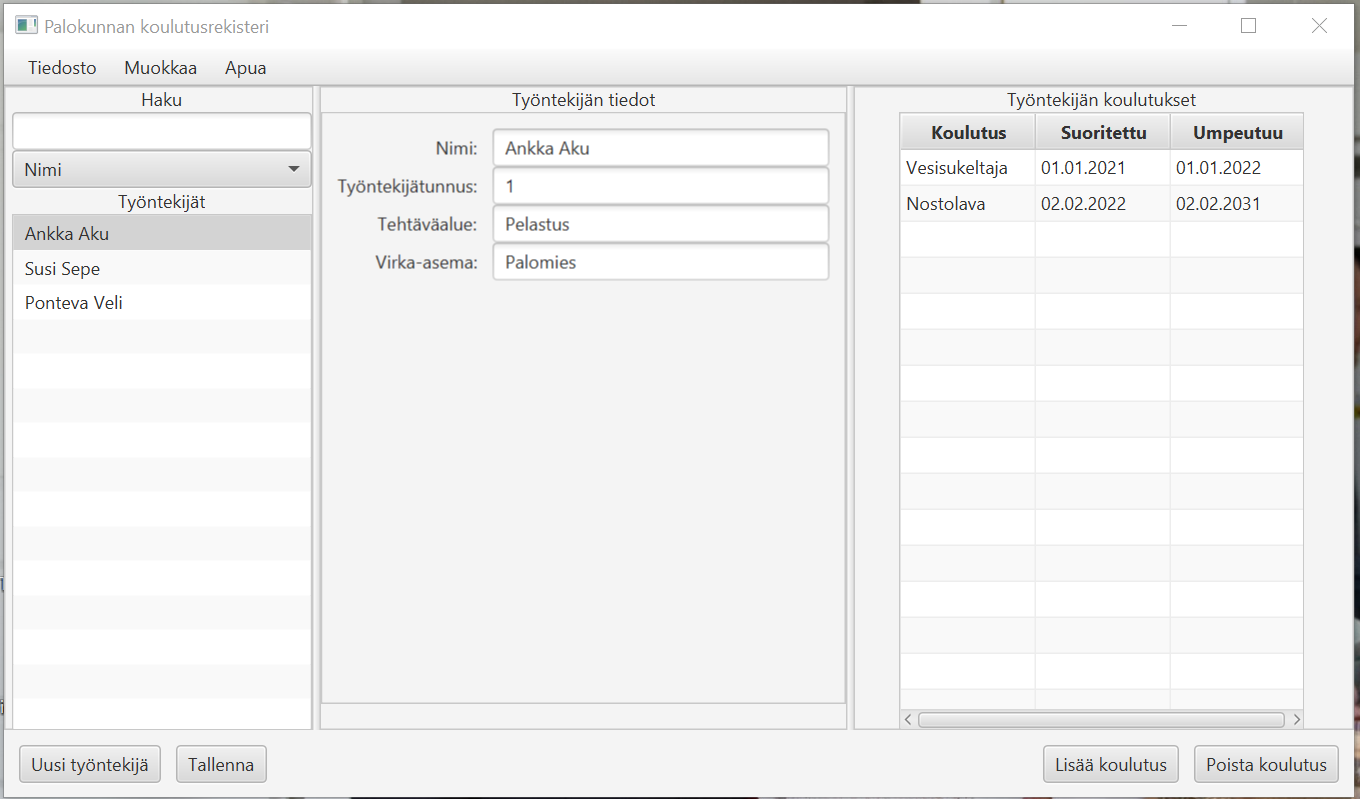 Palokunnan koulutusrekisteri
Tiedosto Muokkaa Apua
Haku
Nimi
Työntekijät
Ankka Aku
Susi Sepe
Ponteva Veli
Työntekijän tiedot
Nimi: Ankka Aku
Työntekijätunnus: 1
Tehtäväalue: Pelastus
Virka-asema: Palomies
Työntekijän koulutukset
Koulutus Suoritettu Umpeutuu
Vesisukeltaja 01.01.2021 01.01.2022
Nostolava 02.02.2022 02.02.2031
Uusi työntekijä Tallenna Lisää koulutus Poista koulutus